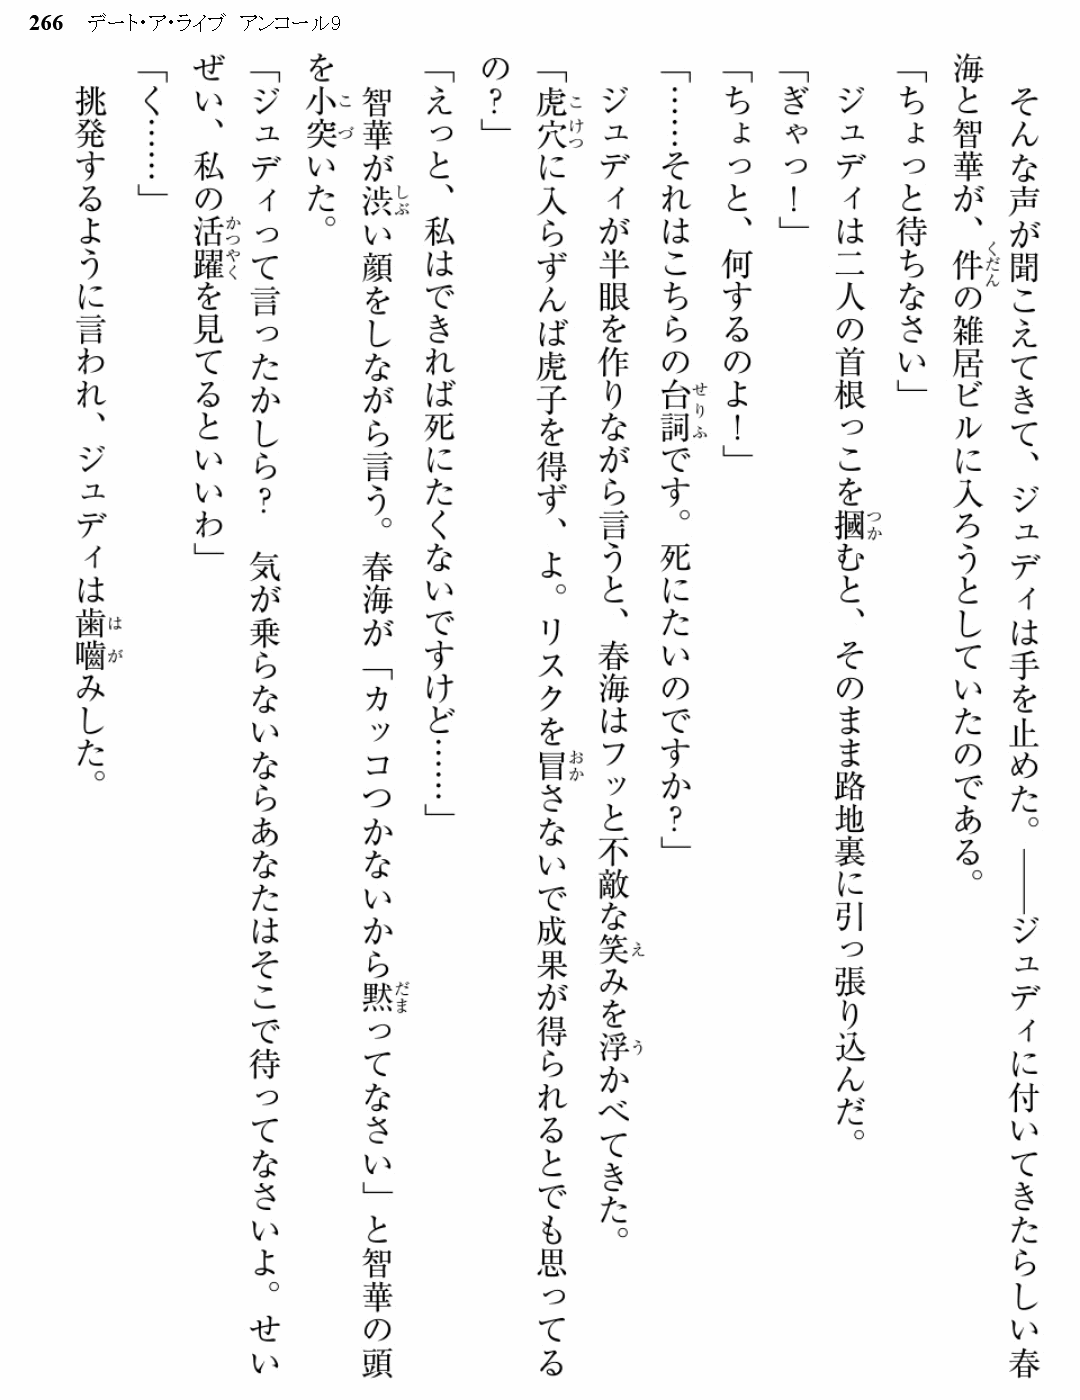 266 デート・ア・ライブ アンコール9
そんな声が聞こえてきて、ジュディは手を止めた。――ジュディに付いてきたらしい春
海と智華が、件の雑居ビルに入ろうとしていたのである。
「ちょっと待ちなさい」
ジュディは二人の首根っこを摑むと、そのまま路地裏に引っ張り込んだ。
「ぎゃっ！」
「ちょっと、何するのよ！」
「……それはこちらの台詞です。死にたいのですか？」
ジュディが半眼を作りながら言うと、春海はフッと不敵な笑みを浮かべてきた。
「虎穴に入らずんば虎子を得ず、よ。リスクを冒さないで成果が得られるとでも思ってる
の？」
「えっと、私はできれば死にたくないですけど……」
智華が渋い顔をしながら言う。春海が「カッコつかないから黙ってなさい」と智華の頭
を小突いた。
「ジュディって言ったかしら？　気が乗らないならあなたはそこで待ってなさいよ。せい
ぜい、私の活躍を見てるといいわ」
「く……」
挑発するように言われ、ジュディは歯嚙みした。